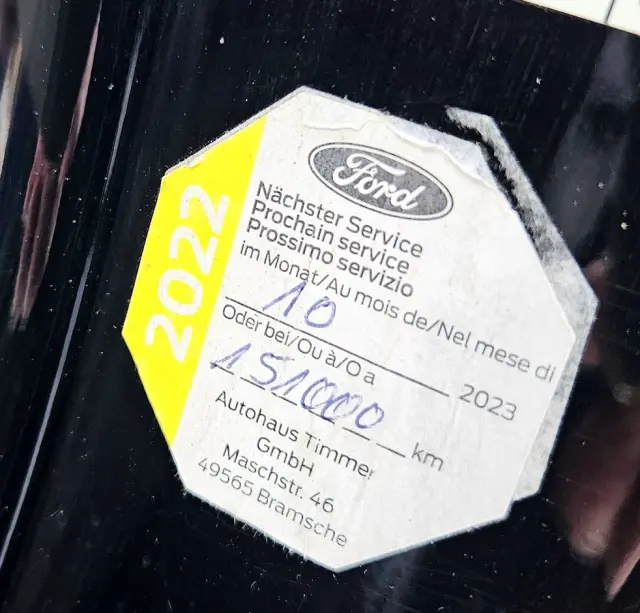 2022
Ford
Nächster Service
Prochain service
Prossimo servizio
im Monat/Au mois de/Nel mese di
10 2023
Oder bei/Ou à/O a
151000 km
Autohaus Timmer
GmbH
Maschstr. 46
49565 Bramsche